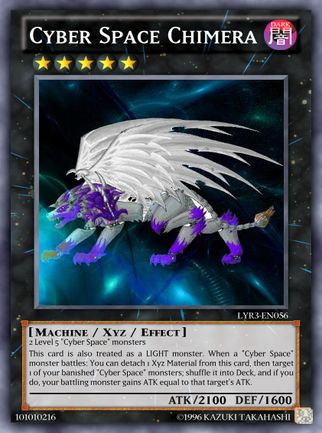 CYBER SPACE CHIMERA
DARK
闇
LYR3-EN056
[MACHINE / XYZ / EFFECT]
2 Level 5 "Cyber Space" monsters
This card is also treated as a LIGHT monster. When a "Cyber Space"
monster battles: You can detach 1 Xyz Material from this card, then target
1 of your banished "Cyber Space" monsters; shuffle it into Deck, and if you
do, your battling monster gains ATK equal to that target's ATK.
ATK/2100 DEF/1600
101010216
©1996 KAZUKI TAKAHASHI